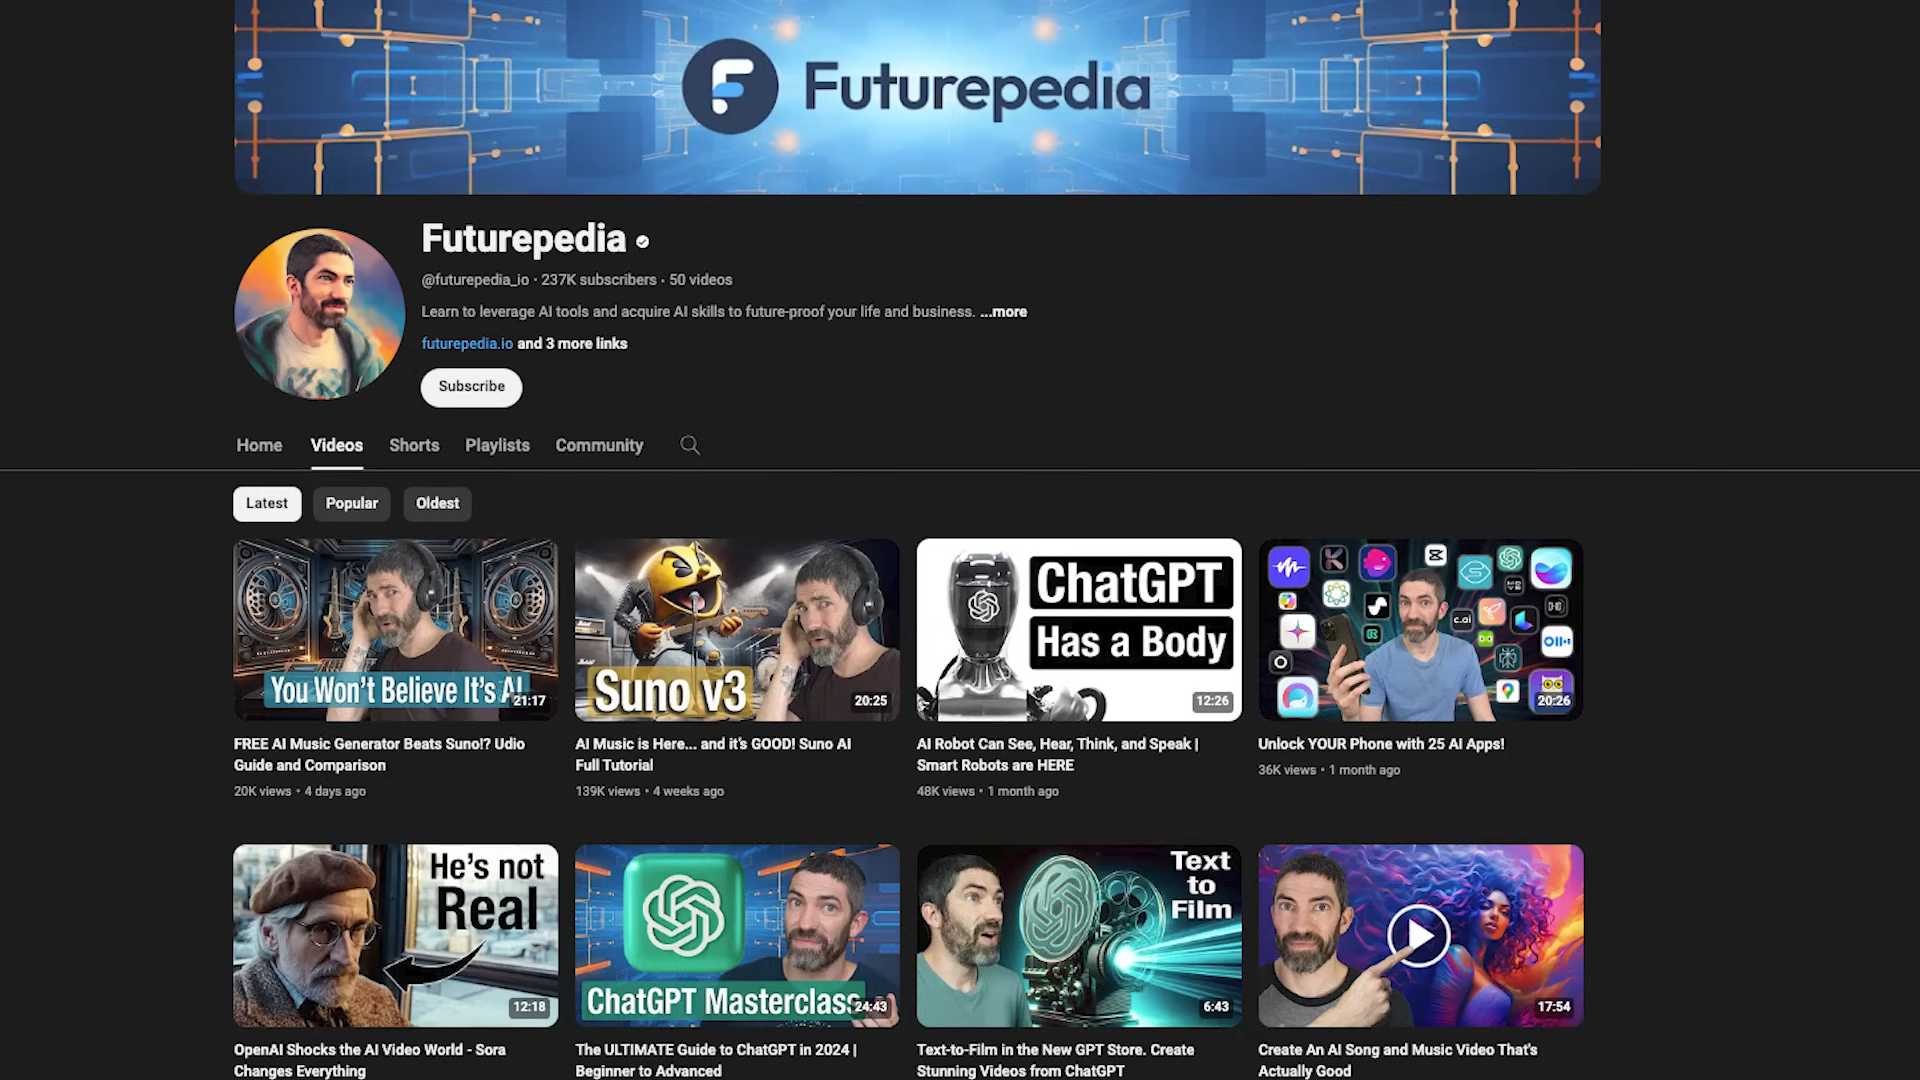 Futurepedia
Futurepedia
@futurepedia_io · 237K subscribers · 50 videos
Learn to leverage AI tools and acquire AI skills to future-proof your life and business. ...more
futurepedia.io and 3 more links
Subscribe
Home Videos Shorts Playlists Community
Latest Popular Oldest
You Won't Believe It's AI
21:17
Suno v3
20:25
ChatGPT
Has a Body
12:26
c.ai
20:26
FREE AI Music Generator Beats Suno!? Udio
Guide and Comparison
20K views • 4 days ago
AI Music is Here... and it's GOOD! Suno AI
Full Tutorial
139K views • 4 weeks ago
AI Robot Can See, Hear, Think, and Speak |
Smart Robots are HERE
48K views • 1 month ago
Unlock YOUR Phone with 25 AI Apps!
36K views • 1 month ago
He's not
Real
12:18
ChatGPT Masterclass
24:43
Text
to
Film
6:43
17:54
OpenAI Shocks the AI Video World - Sora
Changes Everything
The ULTIMATE Guide to ChatGPT in 2024 |
Beginner to Advanced
Text-to-Film in the New GPT Store. Create
Stunning Videos from ChatGPT
Create An AI Song and Music Video That's
Actually Good